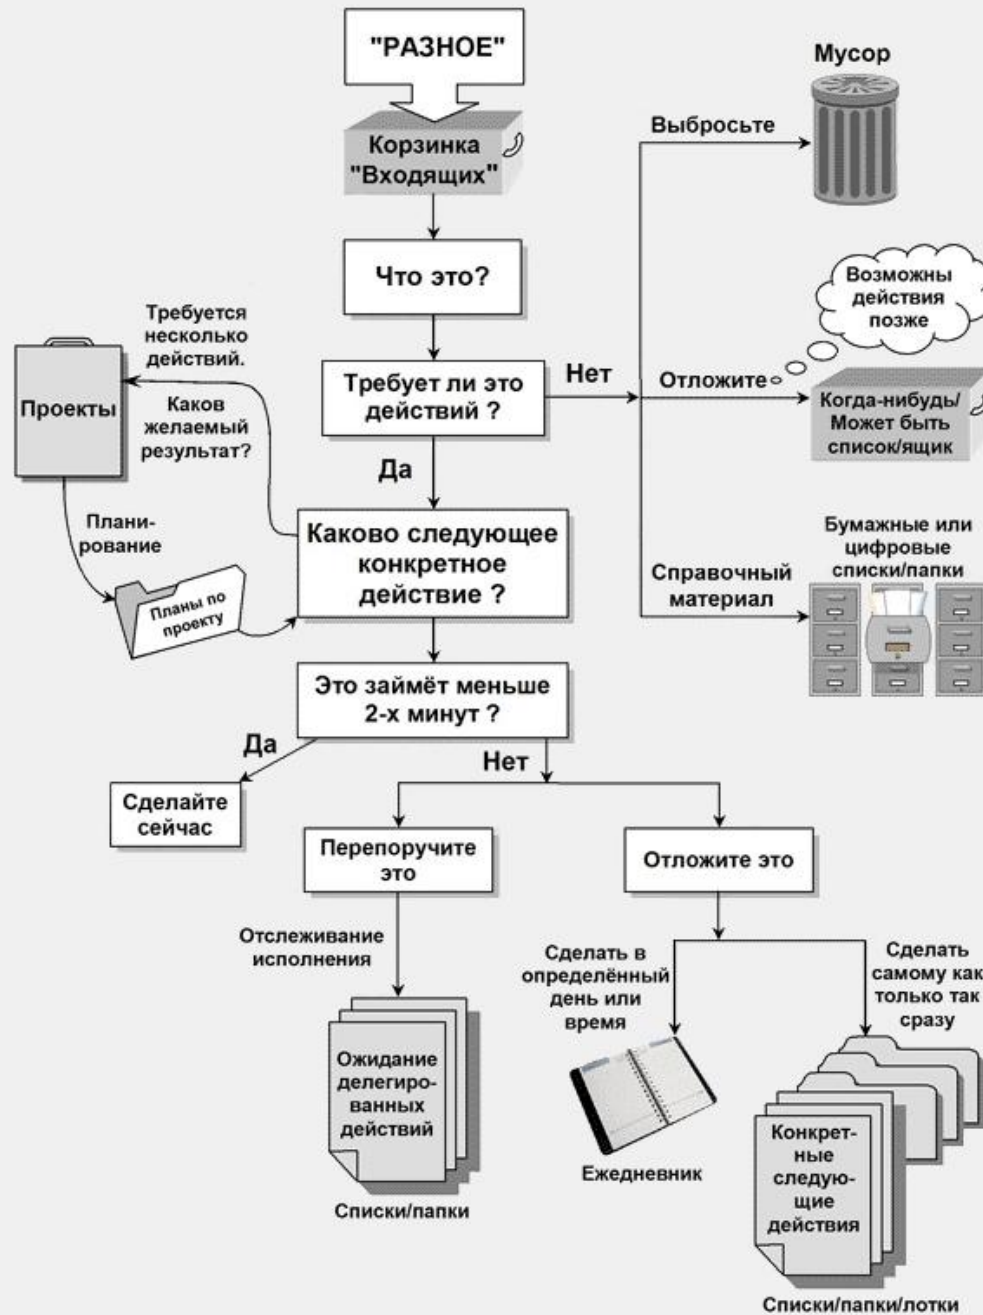 "РАЗНОЕ"
Корзинка
"Входящих"
Что это?
Требует ли это
действий ?
Нет
Выбросьте
Мусор
Отложите
Возможны
действия
позже
Когда-нибудь/
Может быть
список/ящик
Справочный
материал
Бумажные или
цифровые
списки/папки
Да
Требуется
несколько
действий.
Каков
желаемый
результат?
Проекты
Плани-
рование
Планы по
проекту
Каково следующее
конкретное
действие ?
Это займёт меньше
2-х минут ?
Да
Сделайте
сейчас
Нет
Перепоручите
это
Отслеживание
исполнения
Ожидание
делегиро-
ванных
действий
Списки/папки
Отложите это
Сделать в
определённый
день или
время
Ежедневник
Сделать
самому как
только так
сразу
Конкрет-
ные
следую-
щие
действия
Списки/папки/лотки